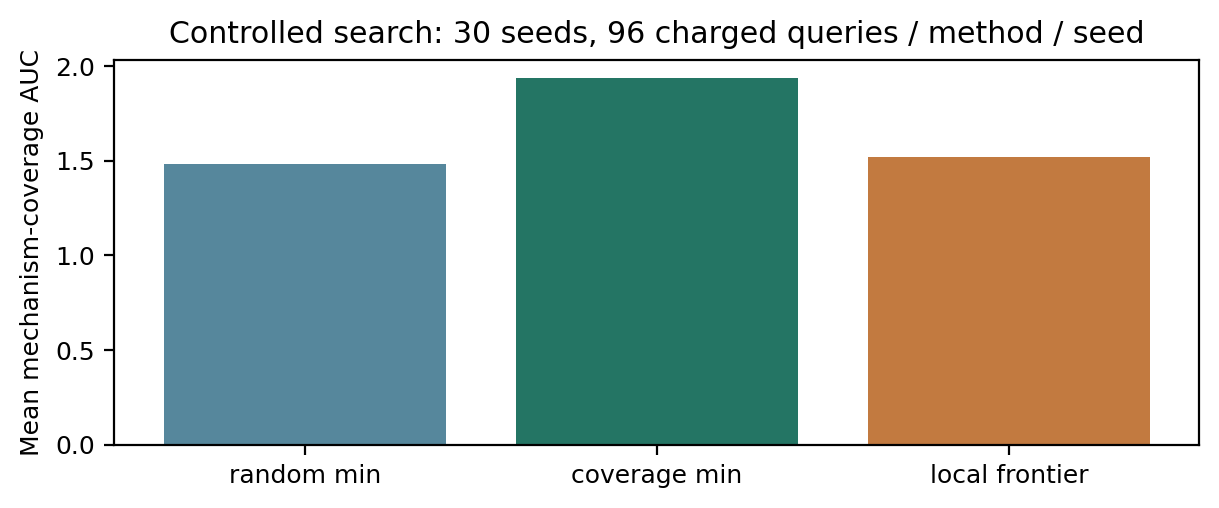 Controlled search: 30 seeds, 96 charged queries / method / seed
Mean mechanism-coverage AUC
2.0
1.5
1.0
0.5
0.0
random min
coverage min
local frontier